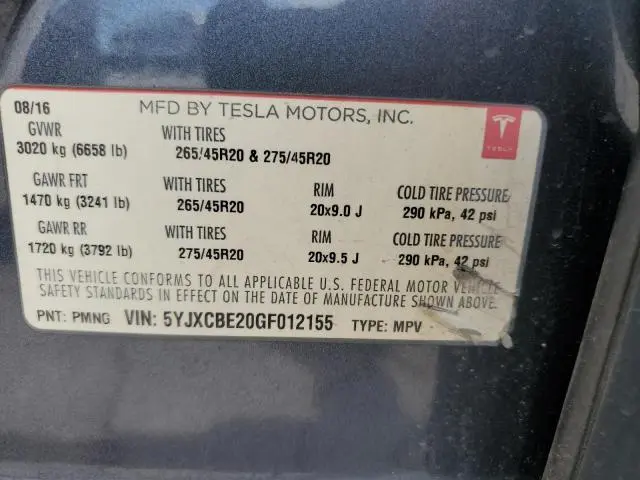 08/16 MFD BY TESLA MOTORS, INC.
GVWR WITH TIRES
3020 kg (6658 lb) 265/45R20 & 275/45R20
TESLA
GAWR FRT WITH TIRES RIM COLD TIRE PRESSURE
1470 kg (3241 lb) 265/45R20 20x9.0 J 290 kPa, 42 psi
GAWR RR WITH TIRES RIM COLD TIRE PRESSURE
1720 kg (3792 lb) 275/45R20 20x9.5 J 290 kPa, 42 psi
THIS VEHICLE CONFORMS TO ALL APPLICABLE U.S. FEDERAL MOTOR VEHICLE
SAFETY STANDARDS IN EFFECT ON THE DATE OF MANUFACTURE SHOWN ABOVE.
PNT: PMNG VIN: 5YJXCBE20GF012155 TYPE: MPV